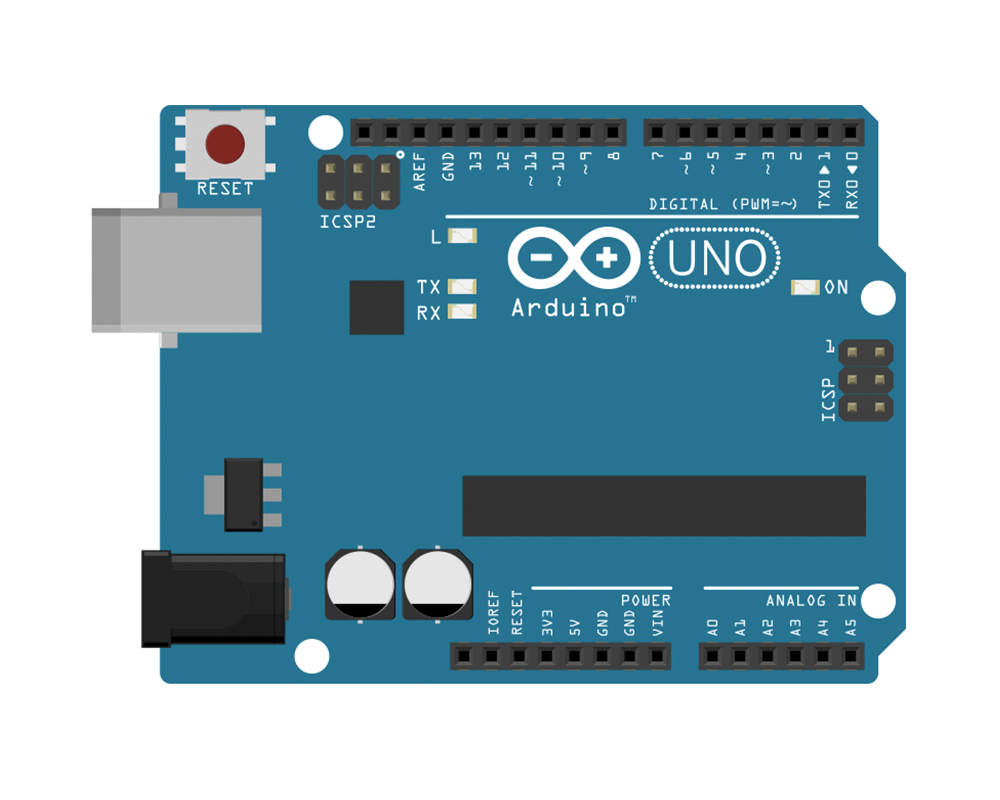 RESET
ICSP2
AREF
GND
13
12
~11
~10
~9
8
7
~6
~5
4
~3
2
TX0▶1
RX0◀0
DIGITAL (PWM=~)
L
TX
RX
Arduino™
UNO
ON
1
ICSP
POWER
IOREF
RESET
3V3
5V
GND
GND
VIN
ANALOG IN
A0
A1
A2
A3
A4
A5